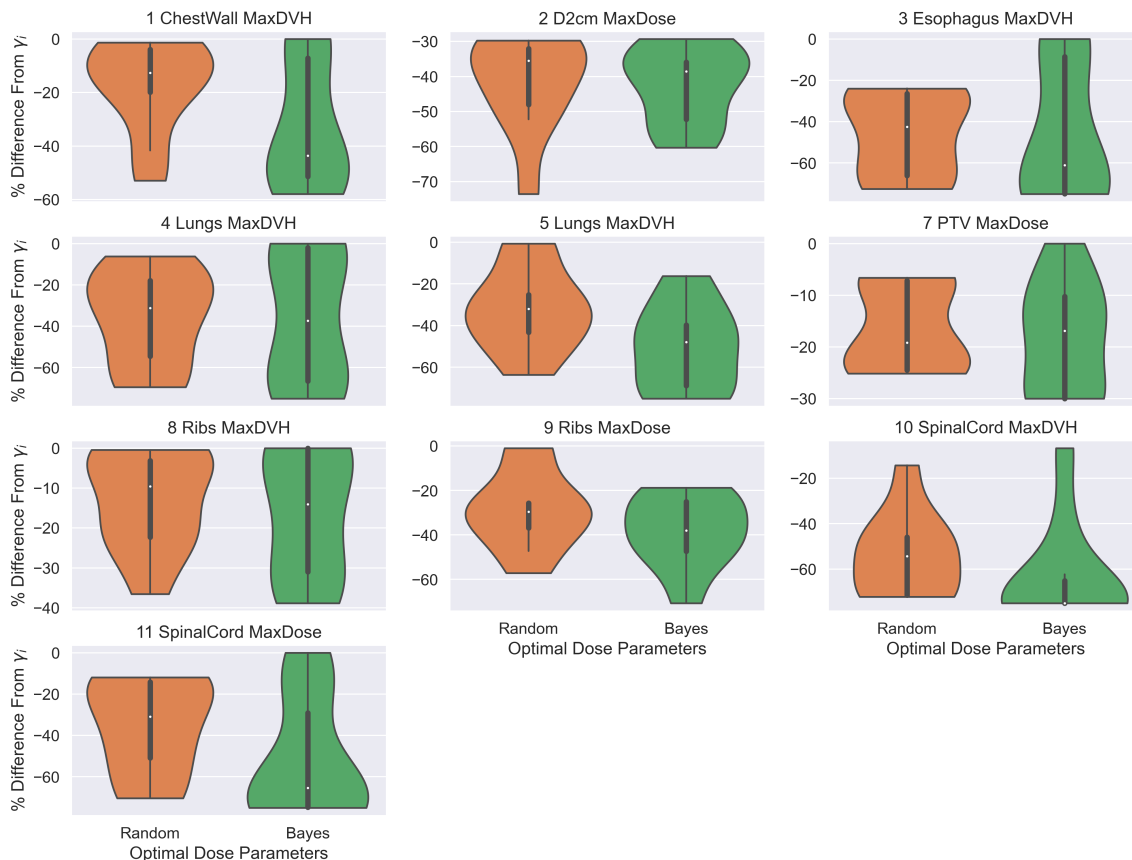 1 ChestWall MaxDVH
2 D2cm MaxDose
3 Esophagus MaxDVH
% Difference From γi
0
−20
−40
−60
−30
−40
−50
−60
−70
0
−20
−40
−60
4 Lungs MaxDVH
5 Lungs MaxDVH
7 PTV MaxDose
% Difference From γi
0
−20
−40
−60
0
−20
−40
−60
0
−10
−20
−30
8 Ribs MaxDVH
9 Ribs MaxDose
10 SpinalCord MaxDVH
% Difference From γi
0
−10
−20
−30
−40
0
−20
−40
−60
−20
−40
−60
Random
Bayes
Optimal Dose Parameters
Random
Bayes
Optimal Dose Parameters
11 SpinalCord MaxDose
% Difference From γi
0
−20
−40
−60
Random
Bayes
Optimal Dose Parameters